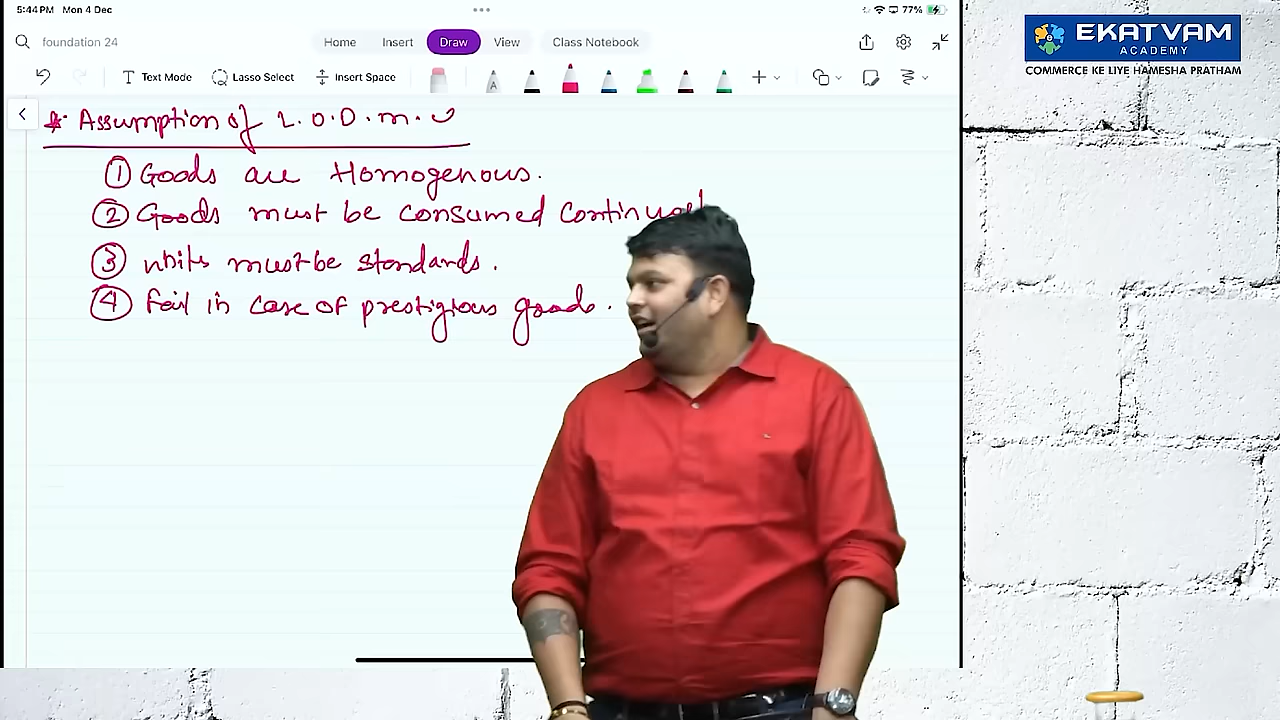 5:44 PM Mon 4 Dec
77%
EKATVAM
ACADEMY
COMMERCE KE LIYE HAMESHA PRATHAM
foundation 24
Home Insert Draw View Class Notebook
Text Mode Lasso Select Insert Space
* Assumption of L.O.D.M.U
① Goods are Homogenous.
② Goods must be consumed
③ units must be standards.
④ fail in case of prestigious goods.